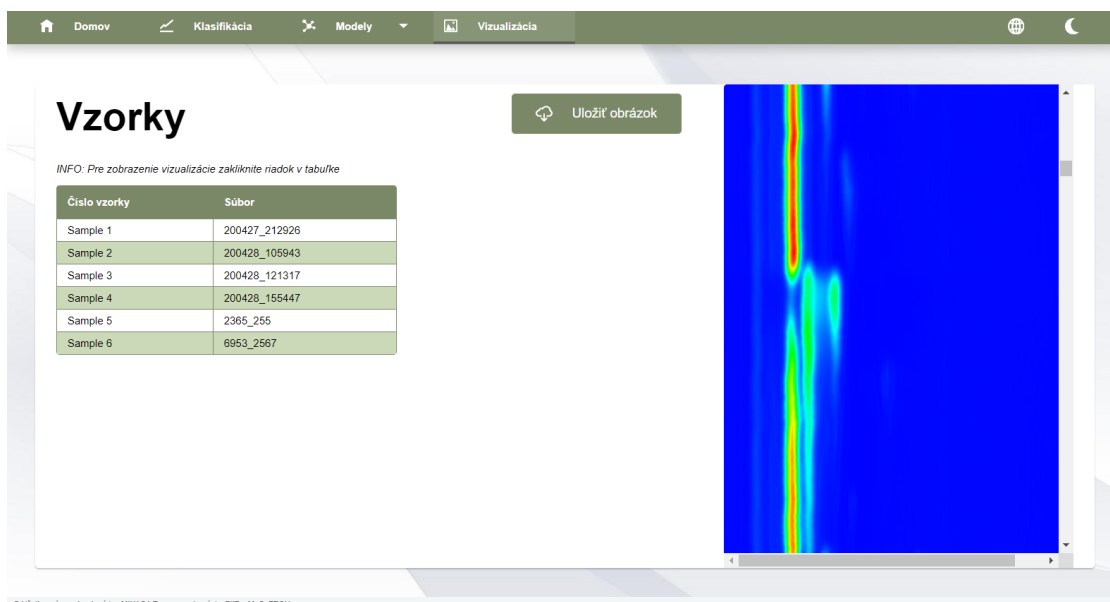 Domov Klasifikácia Modely Vizualizácia
Vzorky
Uložiť obrázok
INFO: Pre zobrazenie vizualizácie zakliknite riadok v tabuľke
Číslo vzorky Súbor
Sample 1 200427_212926
Sample 2 200428_105943
Sample 3 200428_121317
Sample 4 200428_155447
Sample 5 2365_255
Sample 6 6953_2567